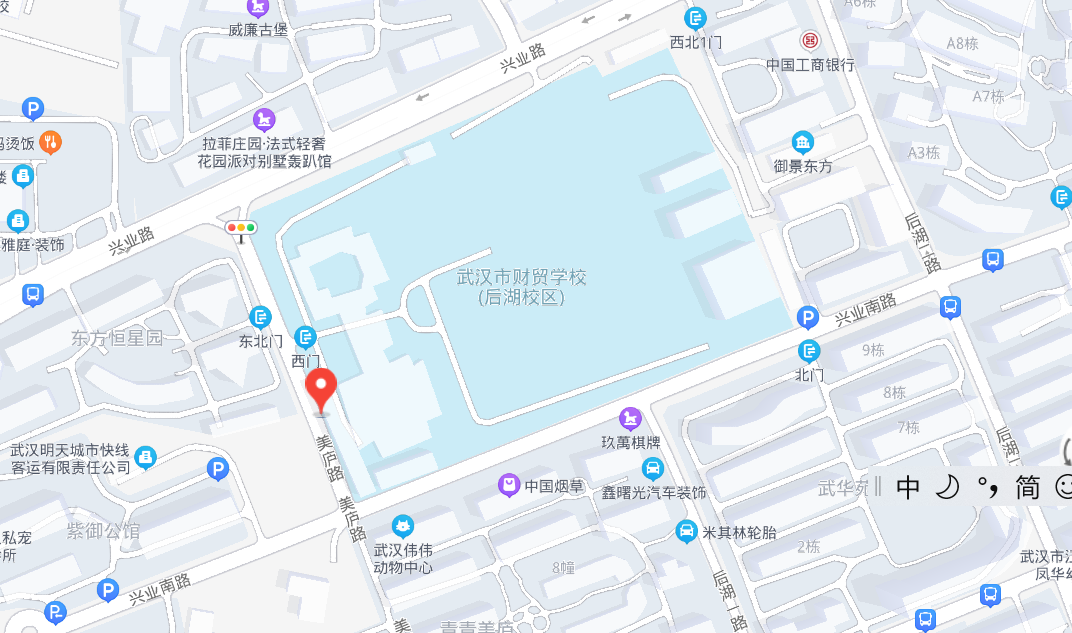 校
威廉古堡
兴业路
西北1门
中国工商银行
A6栋
A8栋
A7栋
拉菲庄园·法式轻奢
花园派对别墅轰趴馆
烫饭
楼
雅庭·装饰
兴业路
御景东方
A3栋
后湖二路
武汉市财贸学校
(后湖校区)
东方恒星园
东北门
西门
兴业南路
北门
9栋
8栋
7栋
玖萬棋牌
武汉明天城市快线
客运有限责任公司
美庐路
中国烟草
鑫曙光汽车装饰
武华苑
中
简
美庐路
紫御公馆
私宠
所
武汉伟伟
动物中心
米其林轮胎
2栋
8幢
兴业南路
后湖一路
武汉市江
凤华幼
青青美庐
美